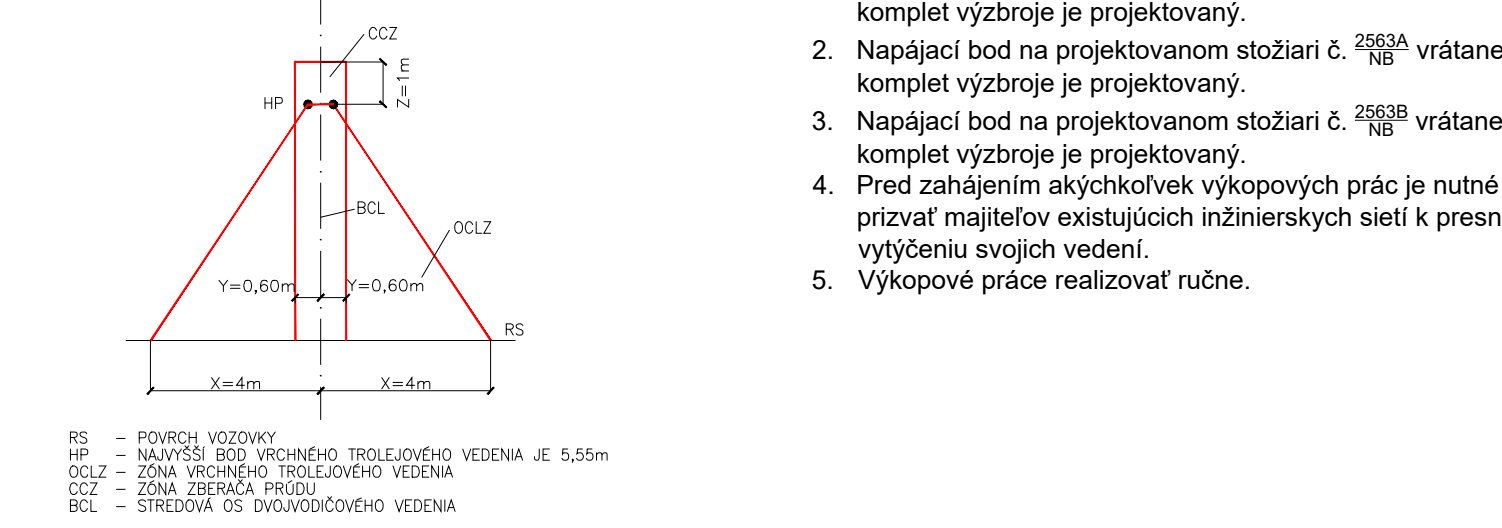 CCZ
Z=1m
HP
BCL
OCLZ
Y=0,60m
Y=0,60m
RS
X=4m
X=4m
RS – POVRCH VOZOVKY
HP – NAJVYŠŠÍ BOD VRCHNÉHO TROLEJOVÉHO VEDENIA JE 5,55m
OCLZ – ZÓNA VRCHNÉHO TROLEJOVÉHO VEDENIA
CCZ – ZÓNA ZBERAČA PRÚDU
BCL – STREDOVÁ OS DVOJVODIČOVÉHO VEDENIA
komplet výzbroje je projektovaný.
2. Napájací bod na projektovanom stožiari č. 2563A/NB vrátane
komplet výzbroje je projektovaný.
3. Napájací bod na projektovanom stožiari č. 2563B/NB vrátane
komplet výzbroje je projektovaný.
4. Pred zahájením akýchkoľvek výkopových prác je nutné
prizvať majiteľov existujúcich inžinierskych sietí k presn
vytýčeniu svojich vedení.
5. Výkopové práce realizovať ručne.